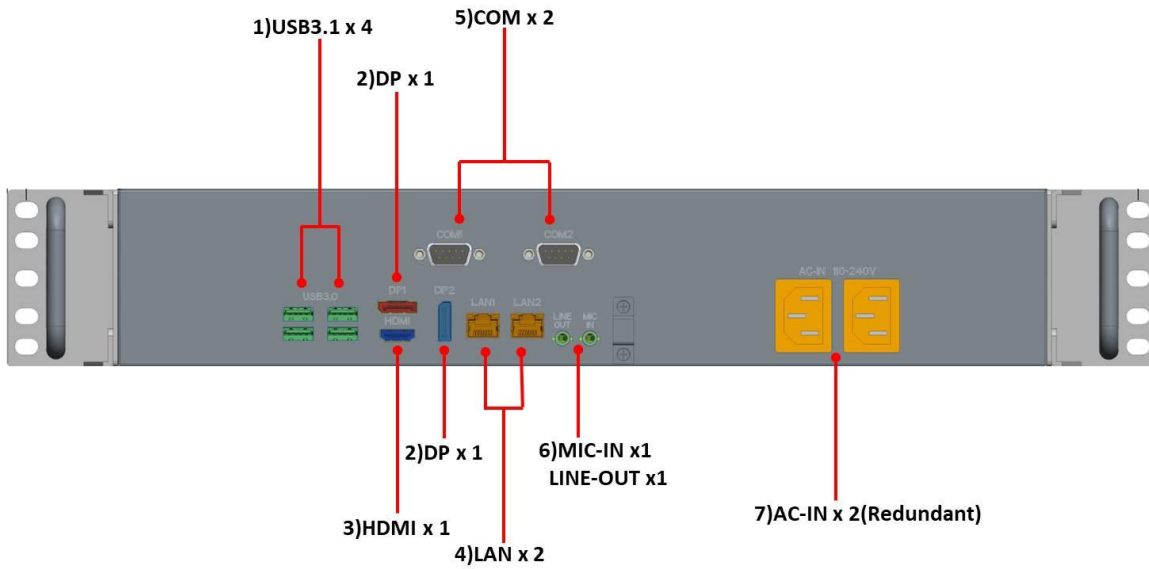 5)COM x 2
1)USB3.1 x 4
2)DP x 1
COM1
COM2
AC-IN 110-240V
USB3.0
DP1
DP2
LAN1
LAN2
HDMI
LINE
OUT
MIC
IN
2)DP x 1
6)MIC-IN x1
LINE-OUT x1
3)HDMI x 1
4)LAN x 2
7)AC-IN x 2(Redundant)